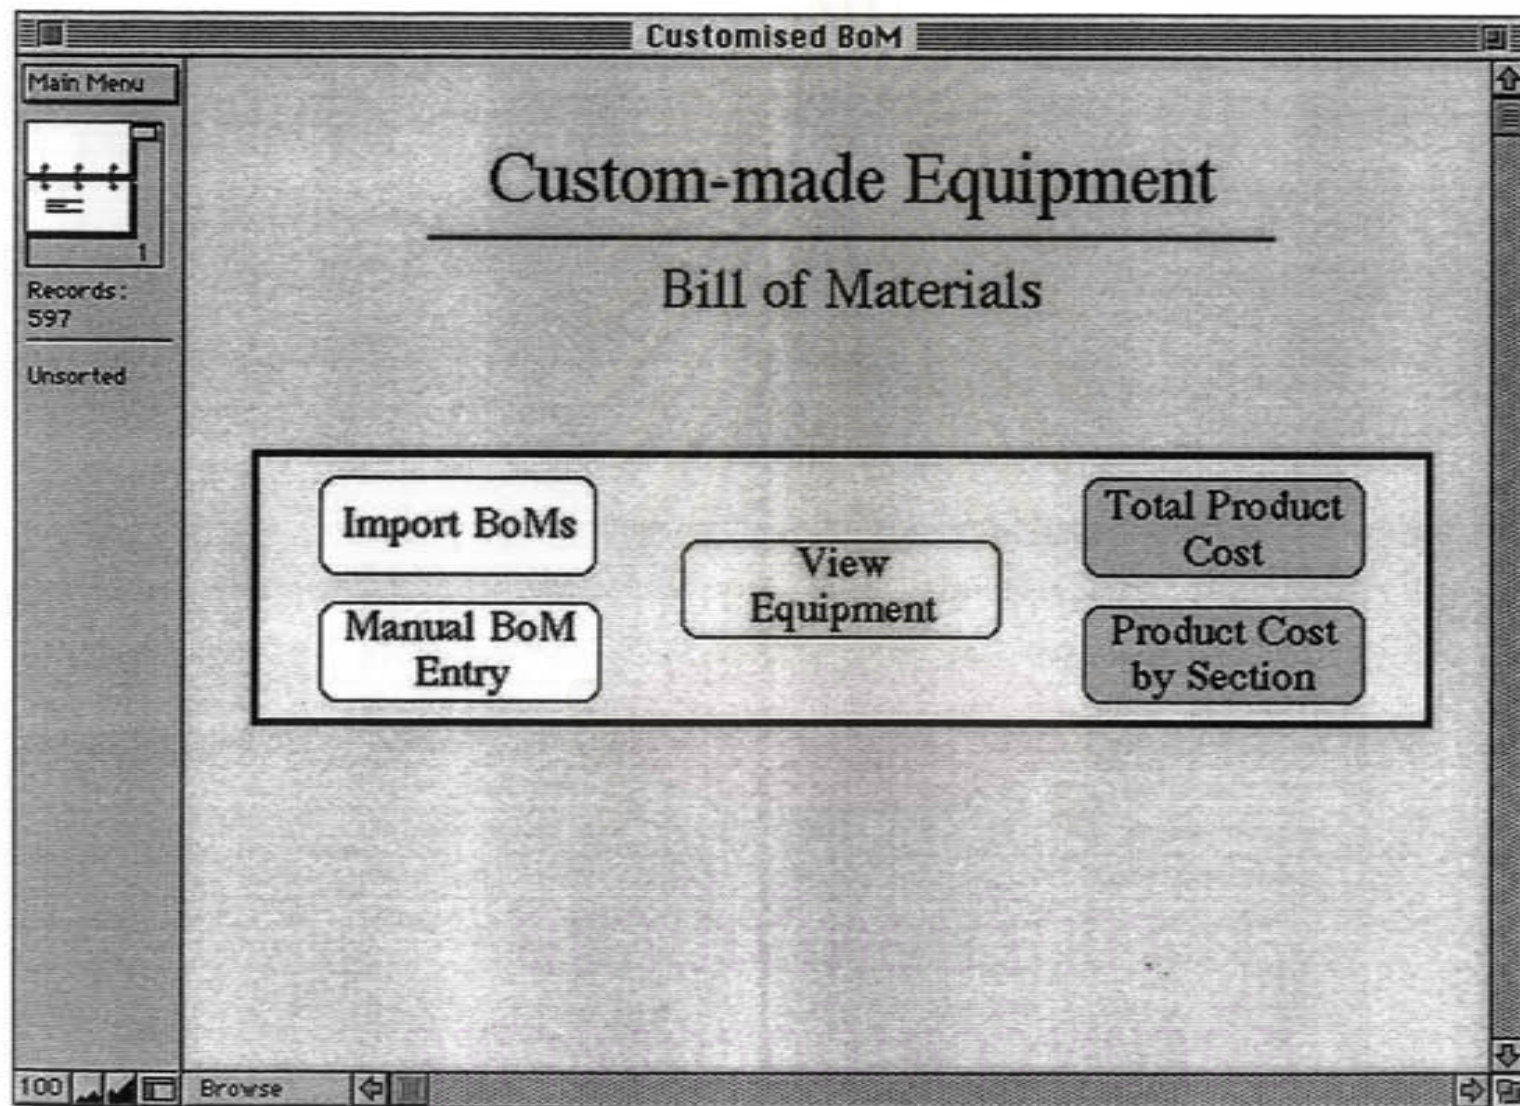 Customised BoM
Main Menu
1
Records:
597
Unsorted
Custom-made Equipment
Bill of Materials
Import BoMs
Manual BoM
Entry
View
Equipment
Total Product
Cost
Product Cost
by Section
100
Browse